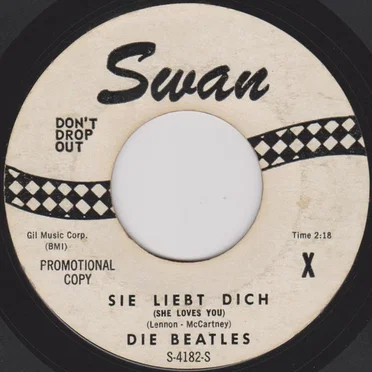 Swan
DON'T
DROP
OUT
Gil Music Corp.
(BMI)
Time 2:18
PROMOTIONAL
COPY
X
SIE LIEBT DICH
(SHE LOVES YOU)
(Lennon - McCartney)
DIE BEATLES
S-4182-S